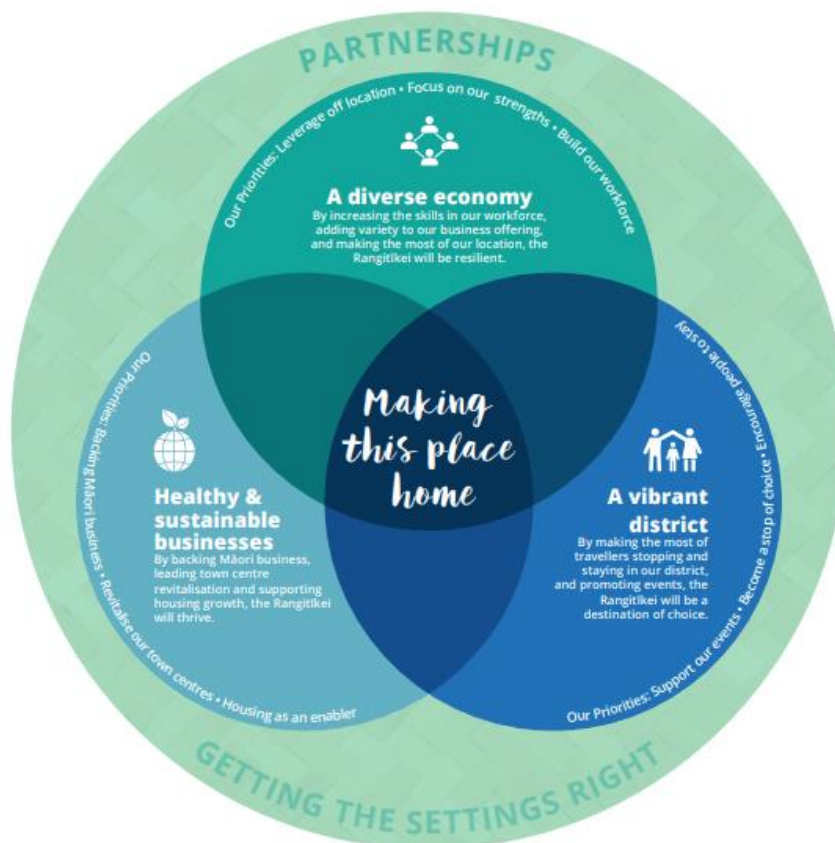 PARTNERSHIPS
Our Priorities: Leverage off location • Focus on our strengths • Build our workforce
A diverse economy
By increasing the skills in our workforce,
adding variety to our business offering,
and making the most of our location, the
Rangitīkei will be resilient.
Making
this place
home
Our Priorities: Backing Māori business • Revitalise our town centres • Housing as an enabler
Healthy &
sustainable
businesses
By backing Māori business,
leading town centre
revitalisation and supporting
housing growth, the Rangitīkei
will thrive.
A vibrant
district
By making the most of
travellers stopping and
staying in our district,
and promoting events, the
Rangitīkei will be a
destination of choice.
Our Priorities: Support our events • Become a stop of choice • Encourage people to stay
GETTING THE SETTINGS RIGHT